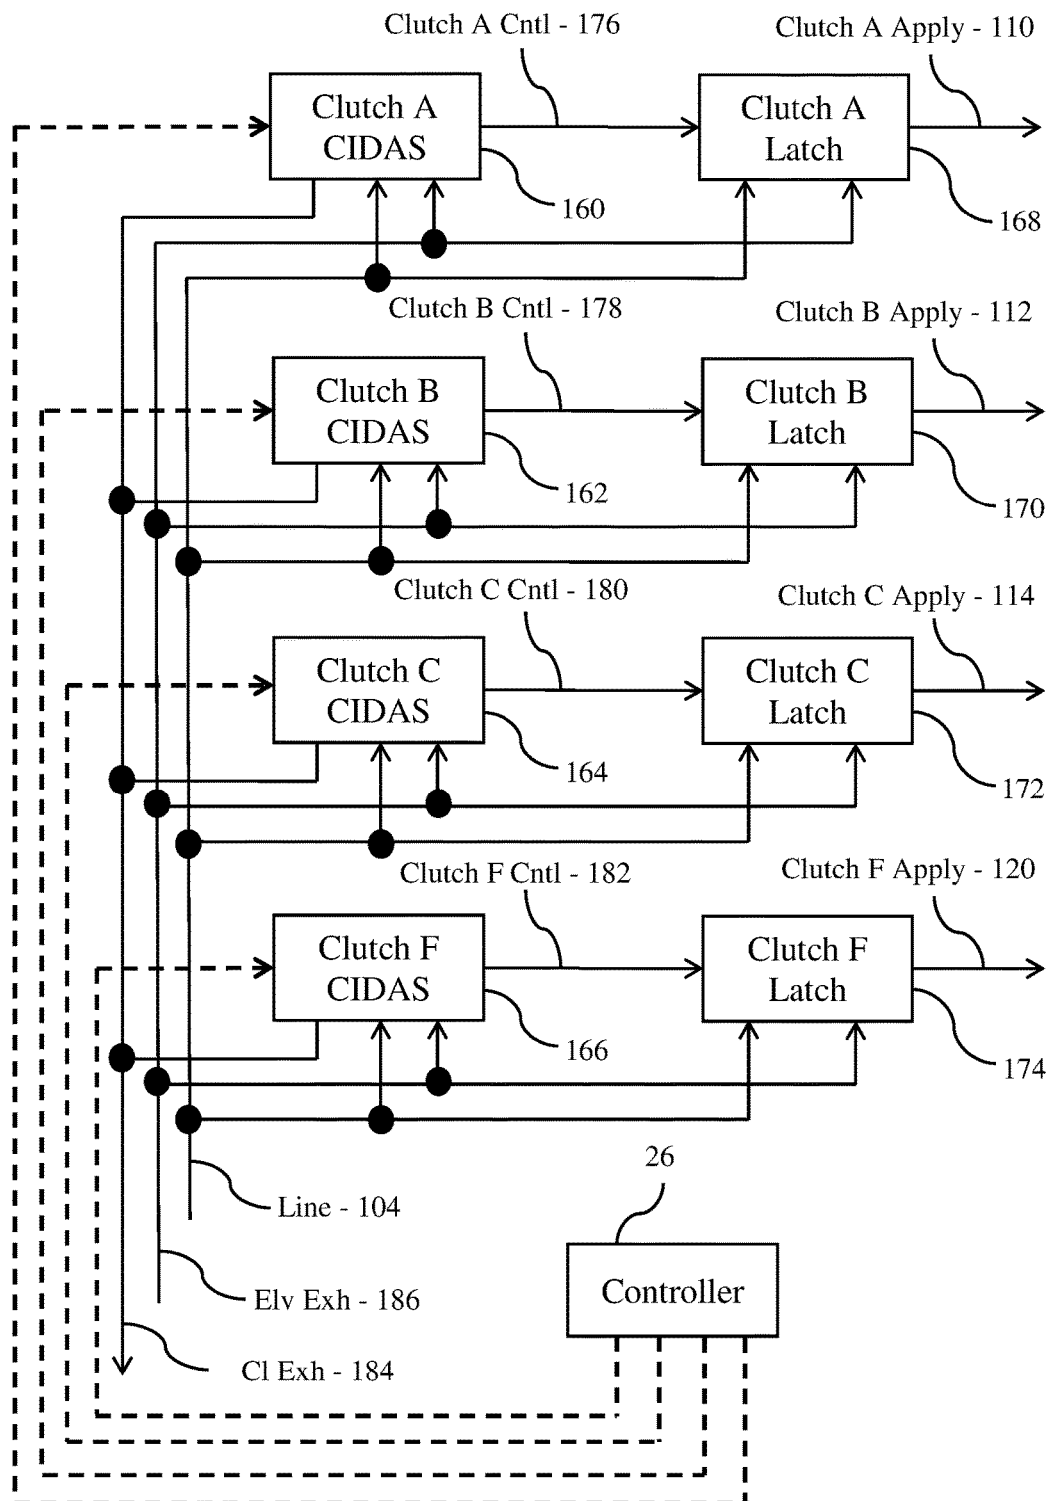 Clutch A Cntl - 176
Clutch A Apply - 110
Clutch A
CIDAS
Clutch A
Latch
160
168
Clutch B Cntl - 178
Clutch B Apply - 112
Clutch B
CIDAS
Clutch B
Latch
162
170
Clutch C Cntl - 180
Clutch C Apply - 114
Clutch C
CIDAS
Clutch C
Latch
164
172
Clutch F Cntl - 182
Clutch F Apply - 120
Clutch F
CIDAS
Clutch F
Latch
166
174
26
Line - 104
Controller
Elv Exh - 186
Cl Exh - 184